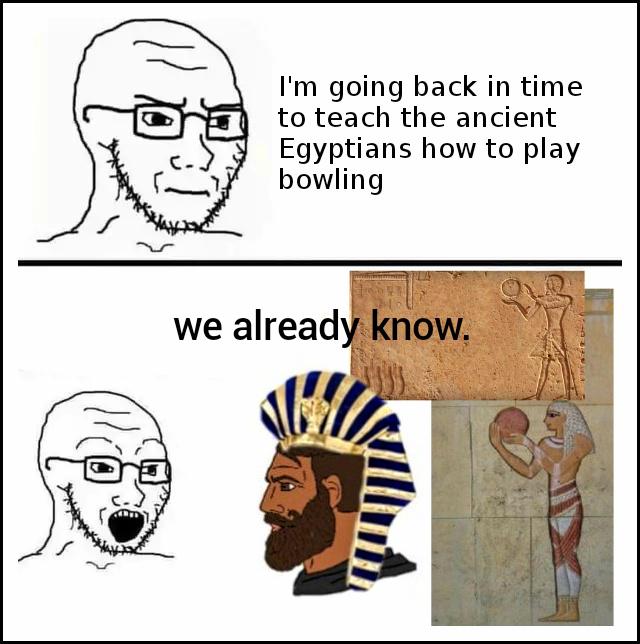 I'm going back in time
to teach the ancient
Egyptians how to play
bowling
we already know.